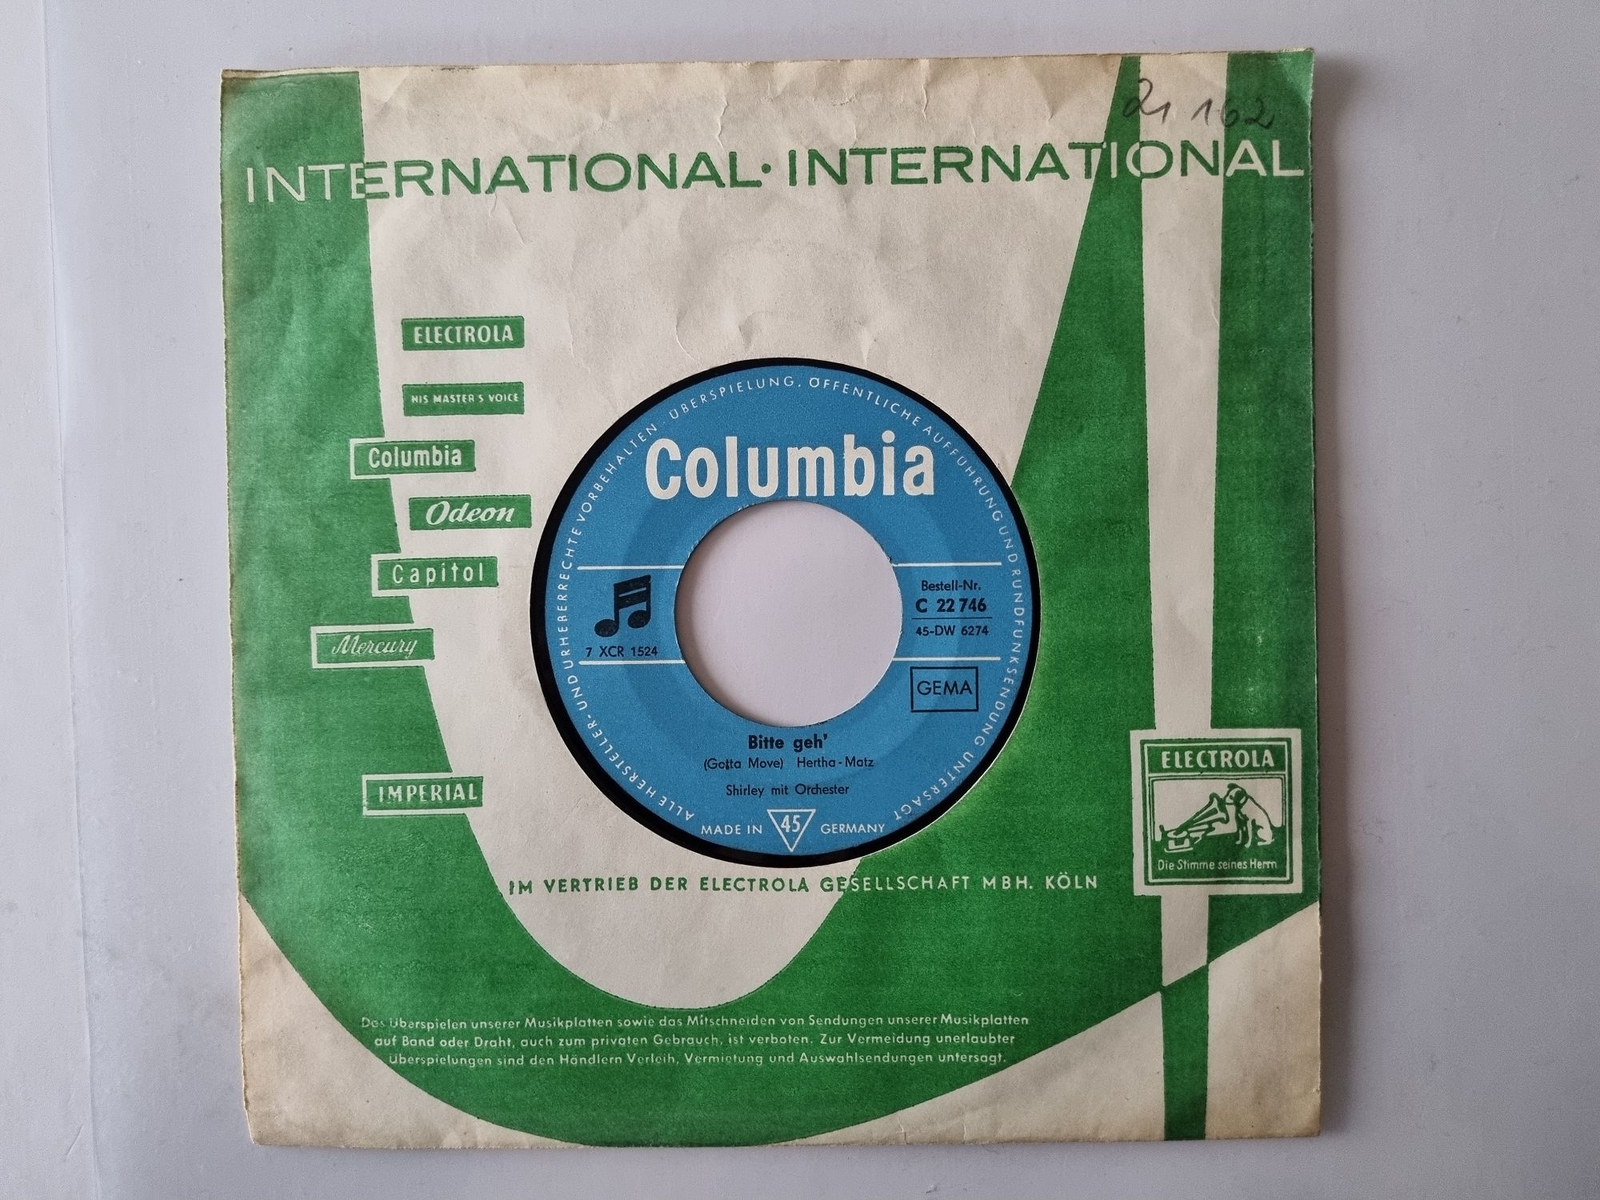 21 162
INTERNATIONAL · INTERNATIONAL
ELECTROLA
HIS MASTER'S VOICE
Columbia
Odeon
Capitol
Mercury
IMPERIAL
ALLE HERSTELLER- UND URHEBERRECHTE VORBEHALTEN · ÜBERSPIELUNG, ÖFFENTLICHE AUFFÜHRUNG UND RUNDFUNKSENDUNG UNTERSAGT
Columbia
7 XCR 1524
Bestell-Nr.
C 22 746
45-DW 6274
GEMA
Bitte geh'
(Gotta Move) Hertha - Matz
Shirley mit Orchester
MADE IN 45 GERMANY
ELECTROLA
Die Stimme seines Herrn
IM VERTRIEB DER ELECTROLA GESELLSCHAFT MBH. KÖLN
Das Überspielen unserer Musikplatten sowie das Mitschneiden von Sendungen unserer Musikplatten
auf Band oder Draht, auch zum privaten Gebrauch, ist verboten. Zur Vermeidung unerlaubter
Überspielungen sind den Händlern Verleih, Vermietung und Auswahlsendungen untersagt.